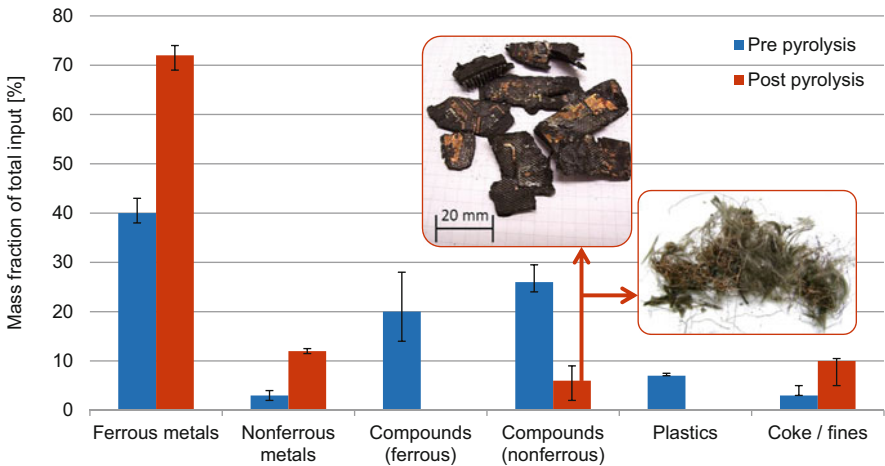 80
70
60
50
40
30
20
10
0
Mass fraction of total input [%]
Pre pyrolysis
Post pyrolysis
20 mm
Ferrous metals
Nonferrous
metals
Compounds
(ferrous)
Compounds
(nonferrous)
Plastics
Coke / fines